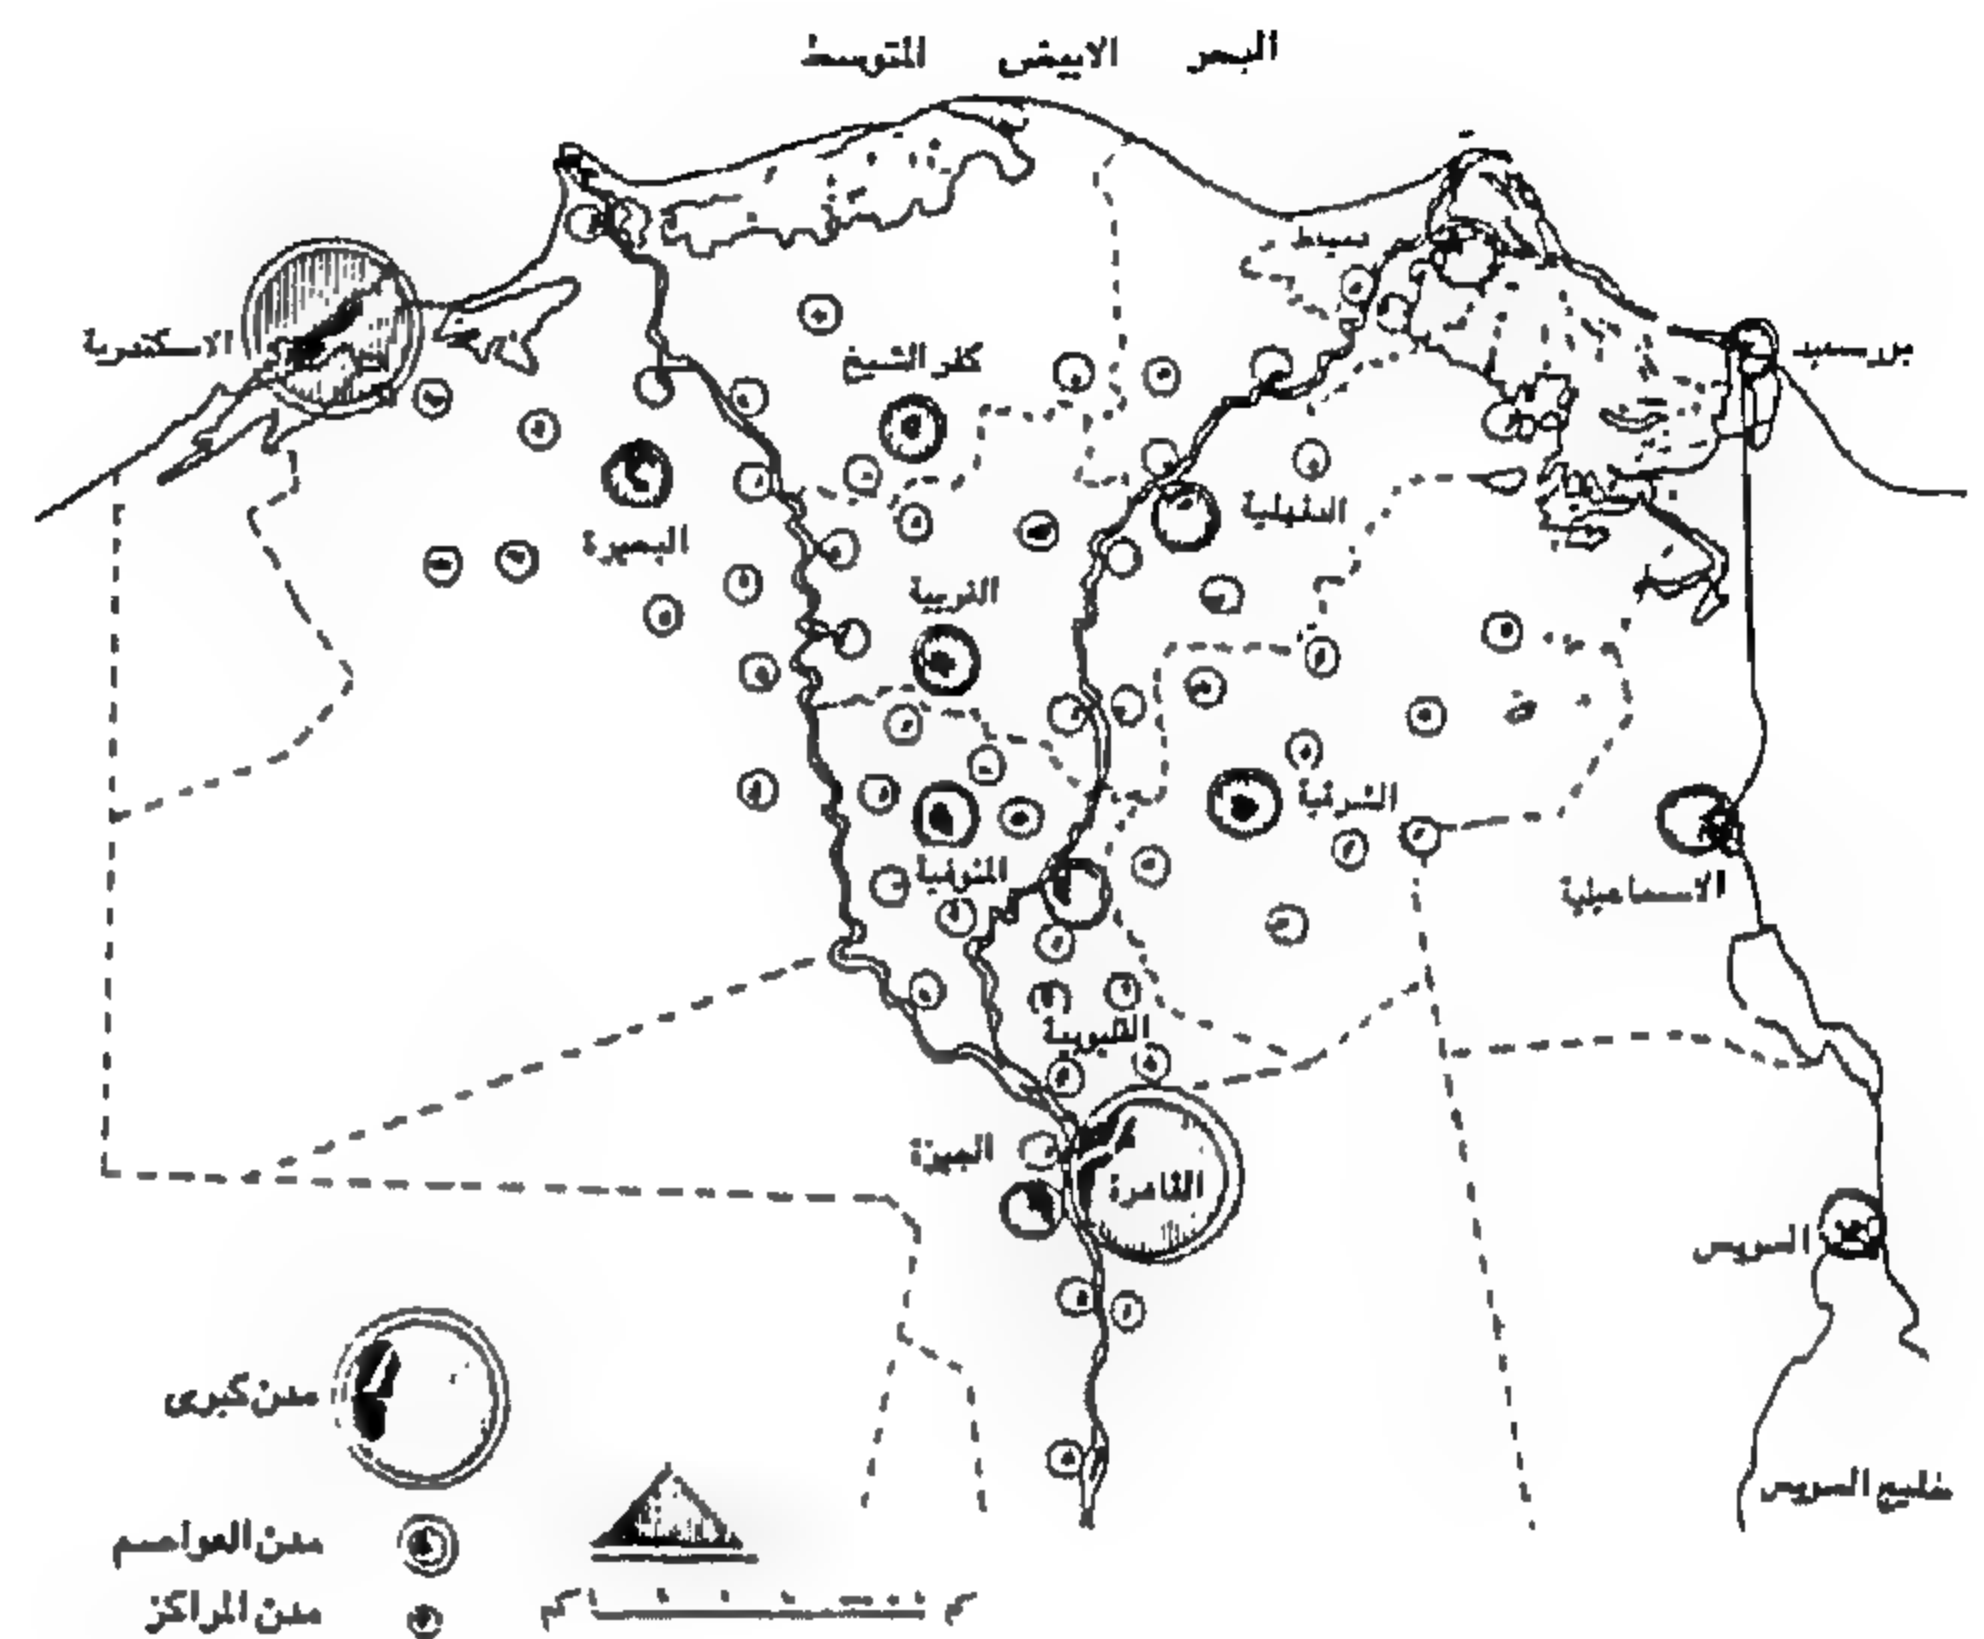 البحر الابيض المتوسط
دمياط
الاسكندرية
بورسعيد
كفر الشيخ
الدقهلية
البحيرة
الغربية
الشرقية
المنوفية
الاسماعيلية
القليوبية
الجيزة
القاهرة
السويس
مدن كبرى
خليج السويس
مدن العواصم
مدن المراكز